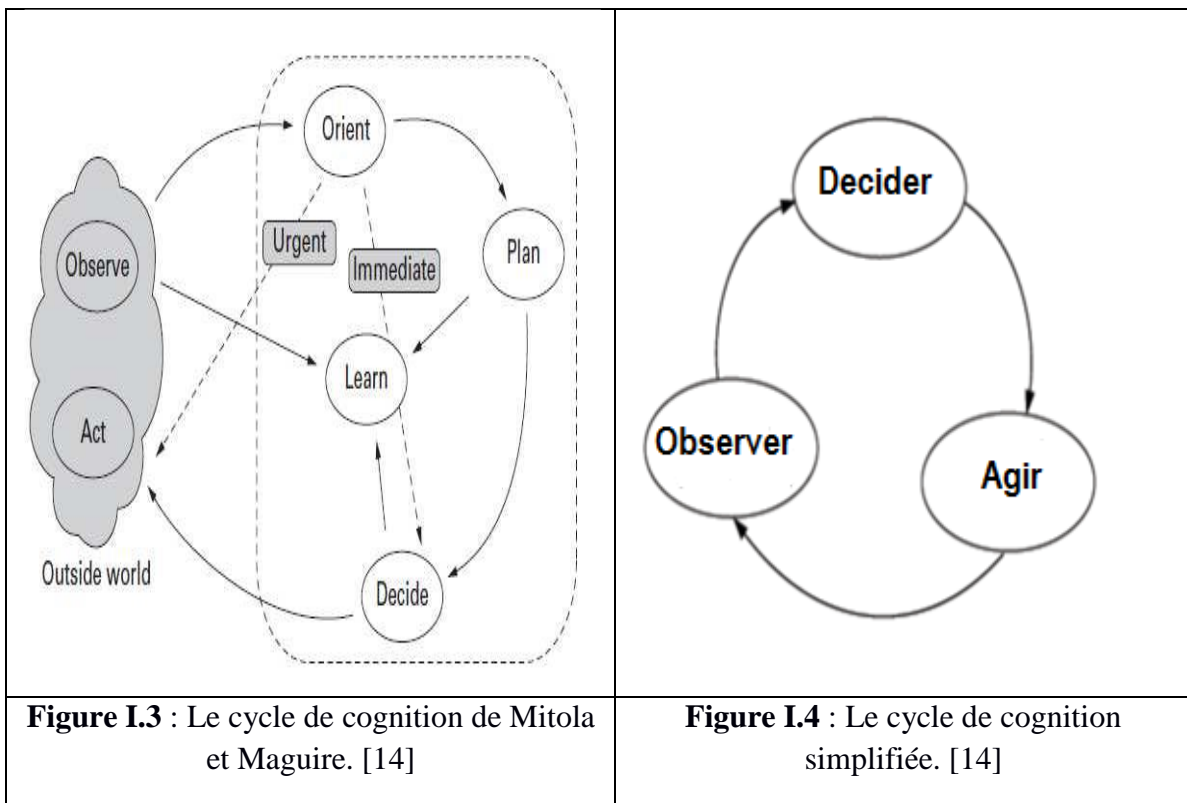 Orient
Urgent
Plan
Observe
Immediate
Learn
Act
Outside world
Decide
Decider
Observer
Agir
Figure I.3 : Le cycle de cognition de Mitola
et Maguire. [14]
Figure I.4 : Le cycle de cognition
simplifiée. [14]